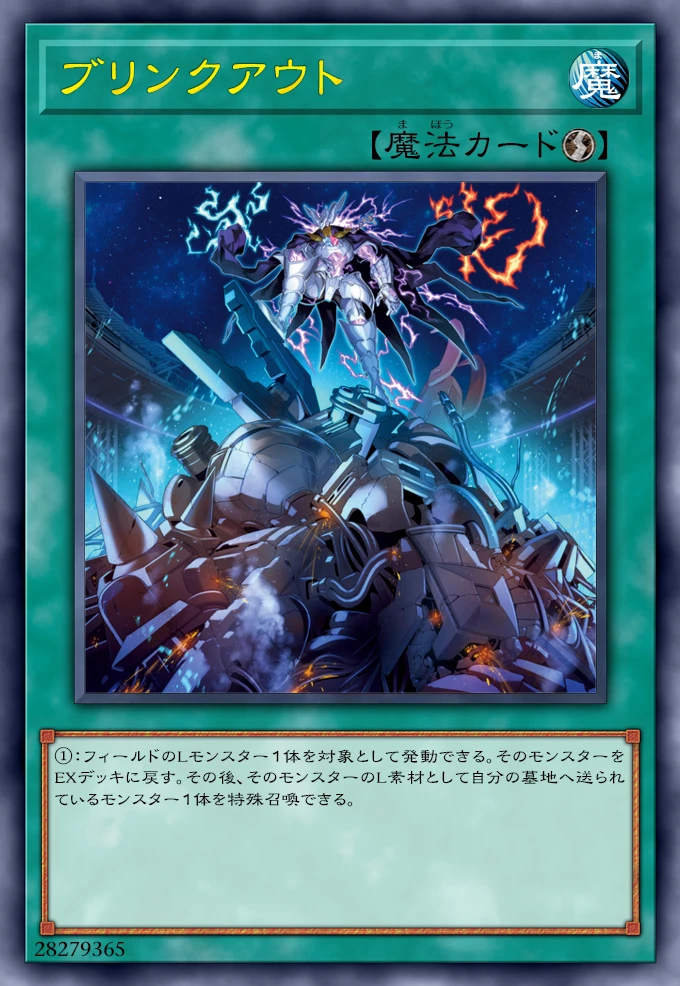 ブリンクアウト
魔
ま
【魔法カード】
ま ほう
①:フィールドのLモンスター1体を対象として発動できる。そのモンスターを
EXデッキに戻す。その後、そのモンスターのL素材として自分の墓地へ送られ
ているモンスター1体を特殊召喚できる。
28279365